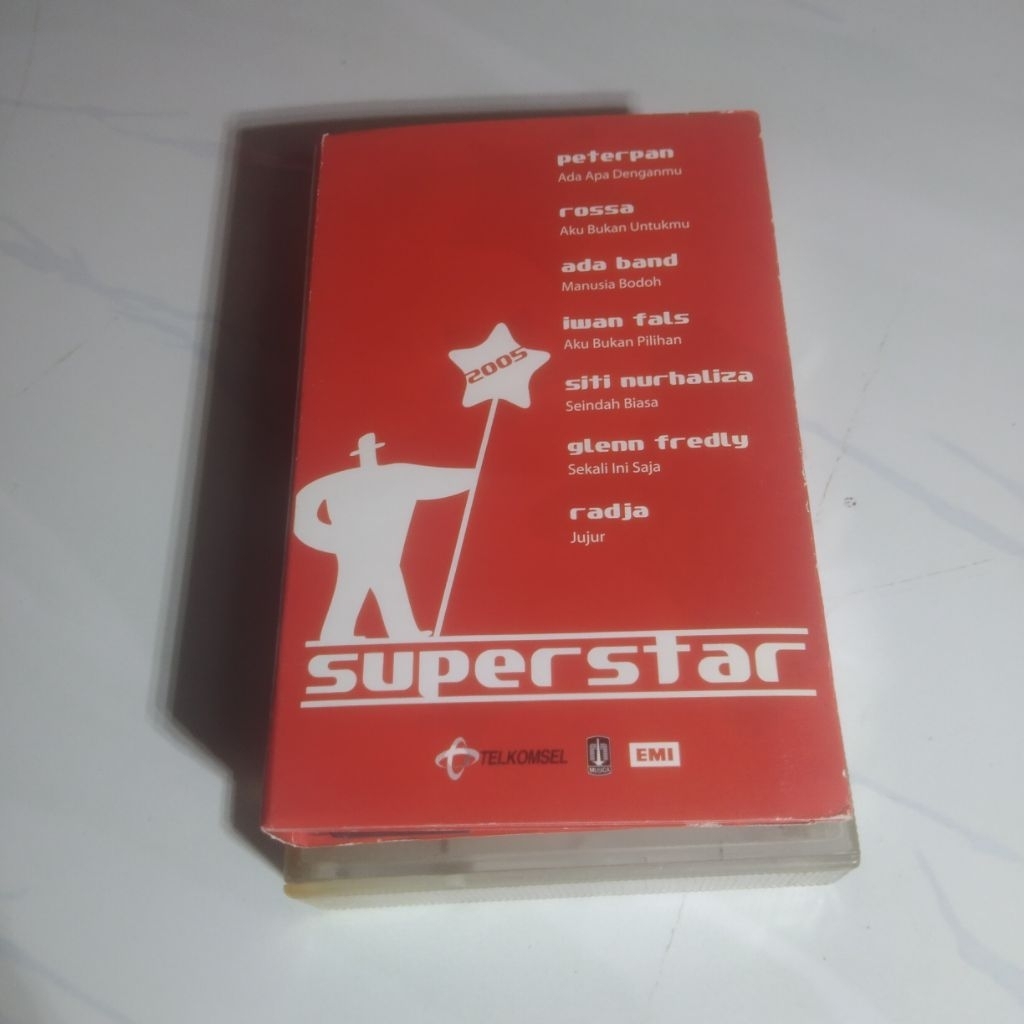 peterpan
Ada Apa Denganmu
rossa
Aku Bukan Untukmu
ada band
Manusia Bodoh
iwan fals
Aku Bukan Pilihan
siti nurhaliza
Seindah Biasa
glenn fredly
Sekali Ini Saja
radja
Jujur
2005
superstar
TELKOMSEL
MUSICA
EMI